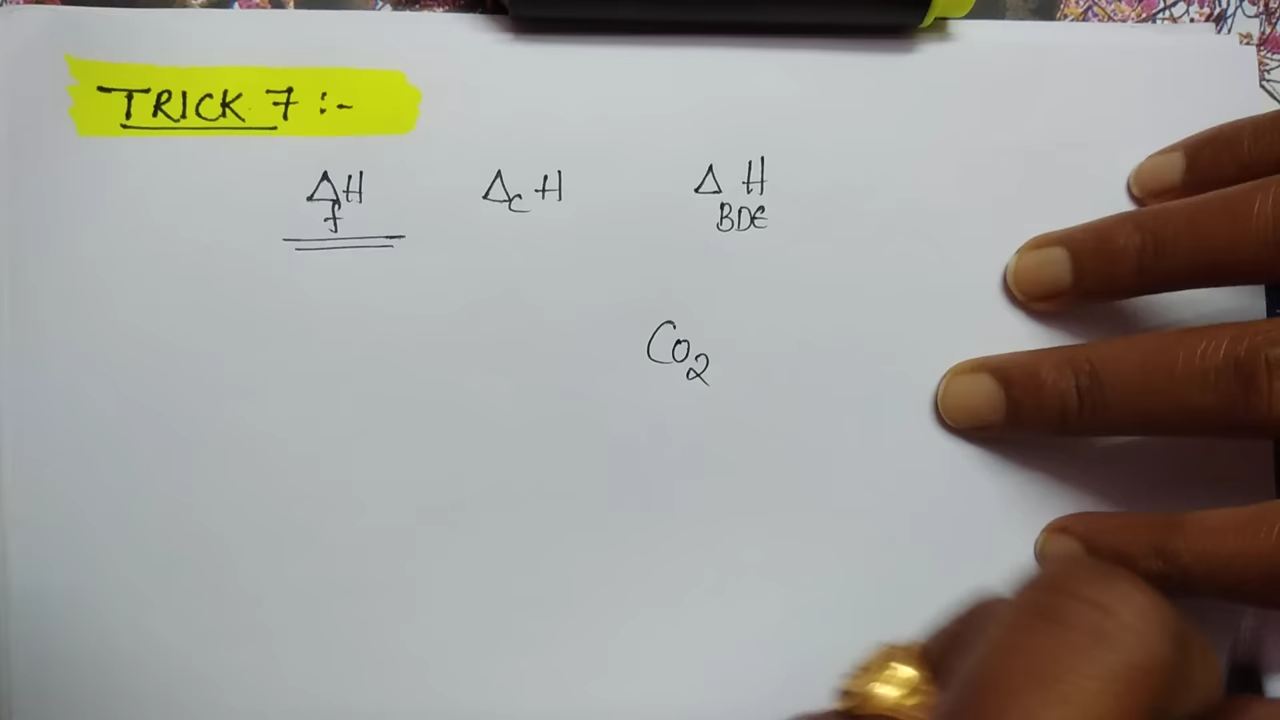 TRICK 7 :-
ΔfH ΔcH ΔH BDE
CO2